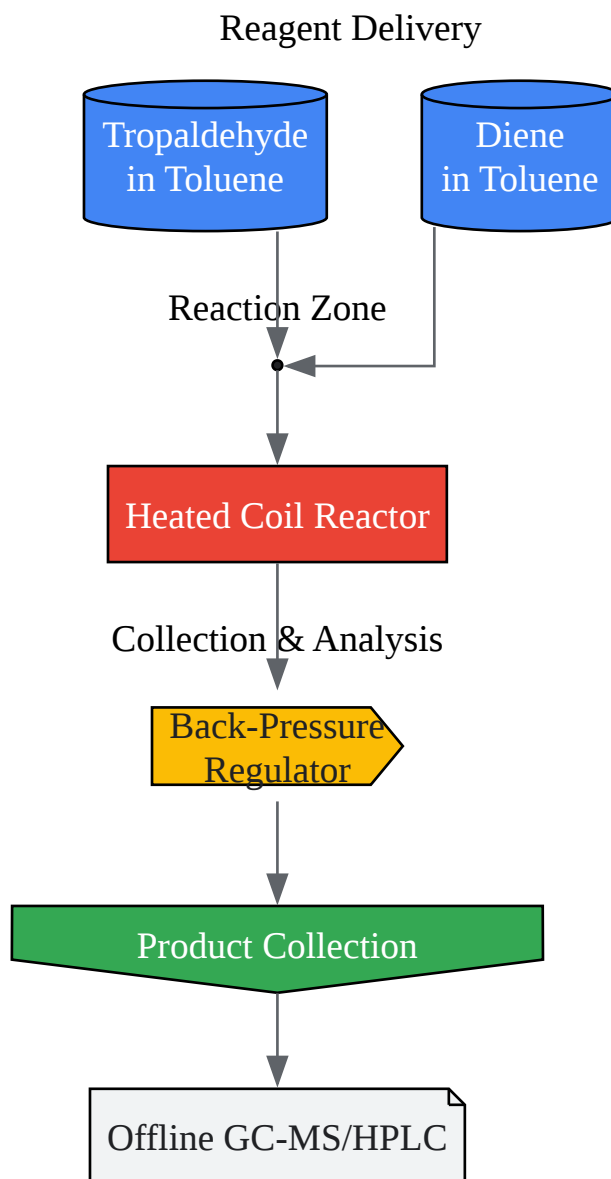 Reagent Delivery
Tropaldehyde
in Toluene
Diene
in Toluene
Reaction Zone
Heated Coil Reactor
Collection & Analysis
Back-Pressure
Regulator
Product Collection
Offline GC-MS/HPLC